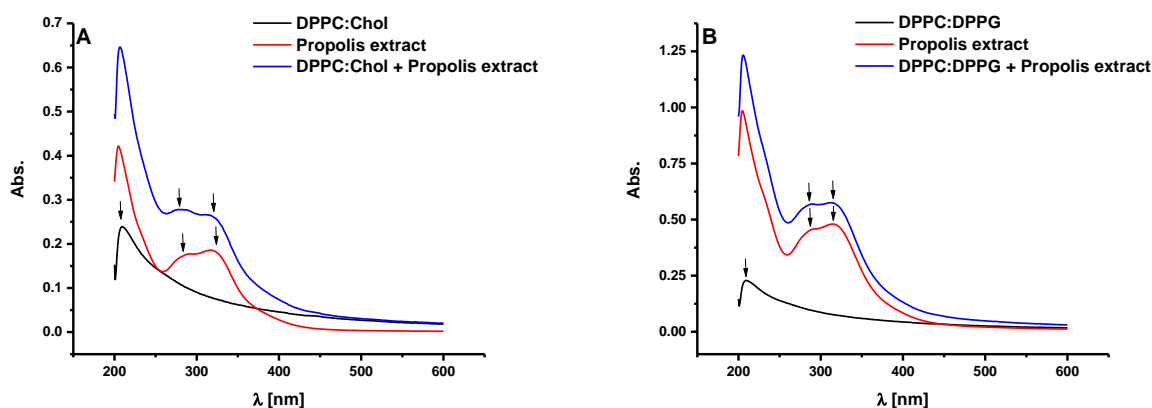 A
DPPC:Chol
Propolis extract
DPPC:Chol + Propolis extract
0.7
0.6
0.5
0.4
0.3
0.2
0.1
0.0
Abs.
200 300 400 500 600
λ [nm]
B
DPPC:DPPG
Propolis extract
DPPC:DPPG + Propolis extract
1.25
1.00
0.75
0.50
0.25
0.00
Abs.
200 300 400 500 600
λ [nm]